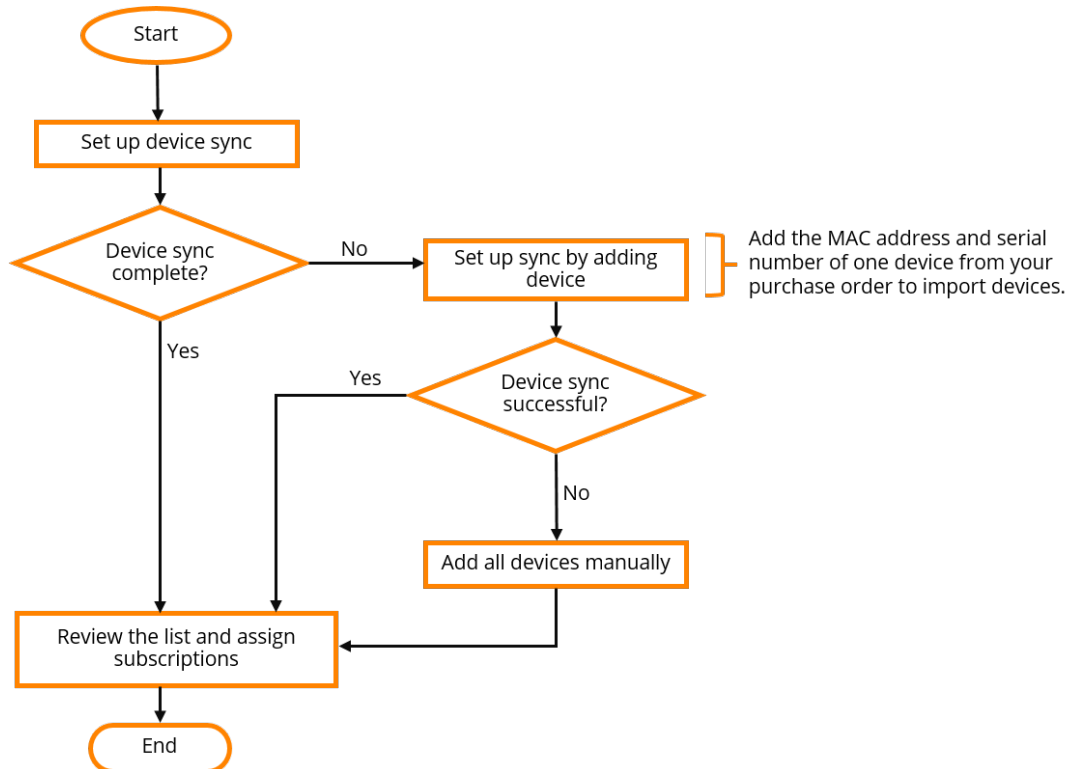 Start
Set up device sync
Device sync
complete?
No
Set up sync by adding
device
Add the MAC address and serial
number of one device from your
purchase order to import devices.
Yes
Yes
Device sync
successful?
No
Add all devices manually
Review the list and assign
subscriptions
End